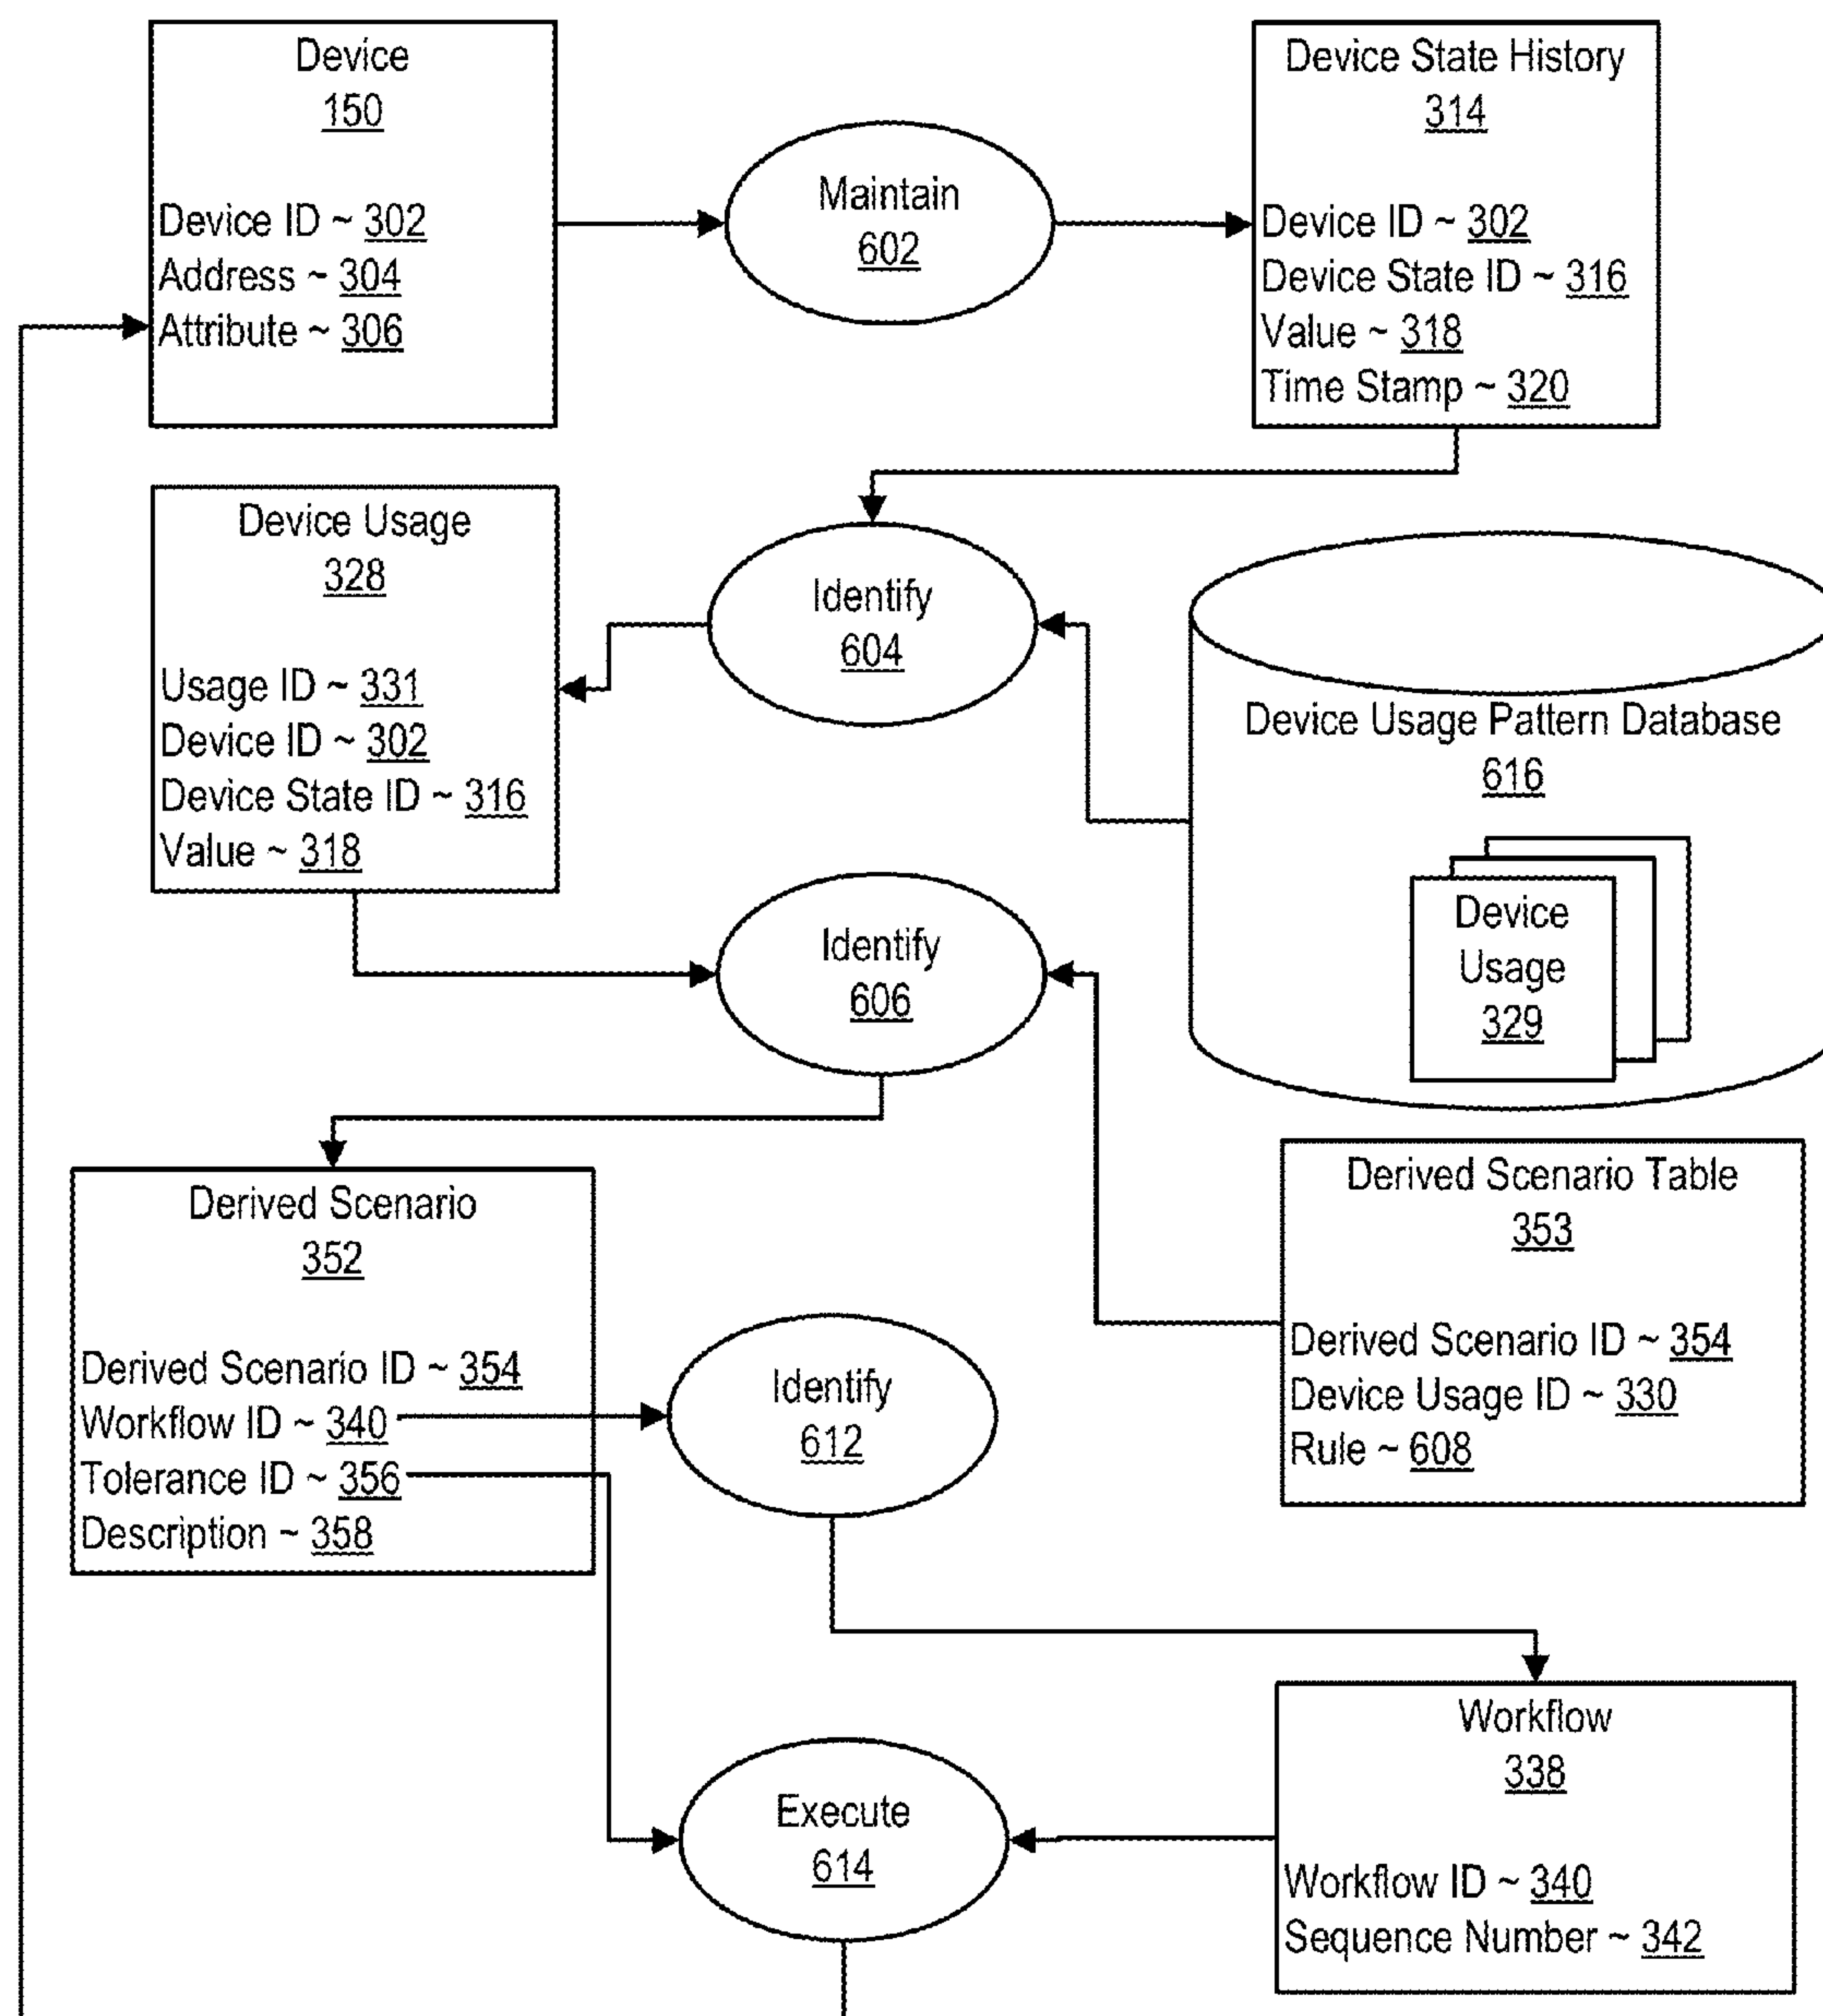 Device
150
Device ID ~ 302
Address ~ 304
Attribute ~ 306
Maintain
602
Device State History
314
Device ID ~ 302
Device State ID ~ 316
Value ~ 318
Time Stamp ~ 320
Device Usage
328
Usage ID ~ 331
Device ID ~ 302
Device State ID ~ 316
Value ~ 318
Identify
604
Device Usage Pattern Database
616
Device
Usage
329
Identify
606
Derived Scenario
352
Derived Scenario ID ~ 354
Workflow ID ~ 340
Tolerance ID ~ 356
Description ~ 358
Identify
612
Derived Scenario Table
353
Derived Scenario ID ~ 354
Device Usage ID ~ 330
Rule ~ 608
Execute
614
Workflow
338
Workflow ID ~ 340
Sequence Number ~ 342